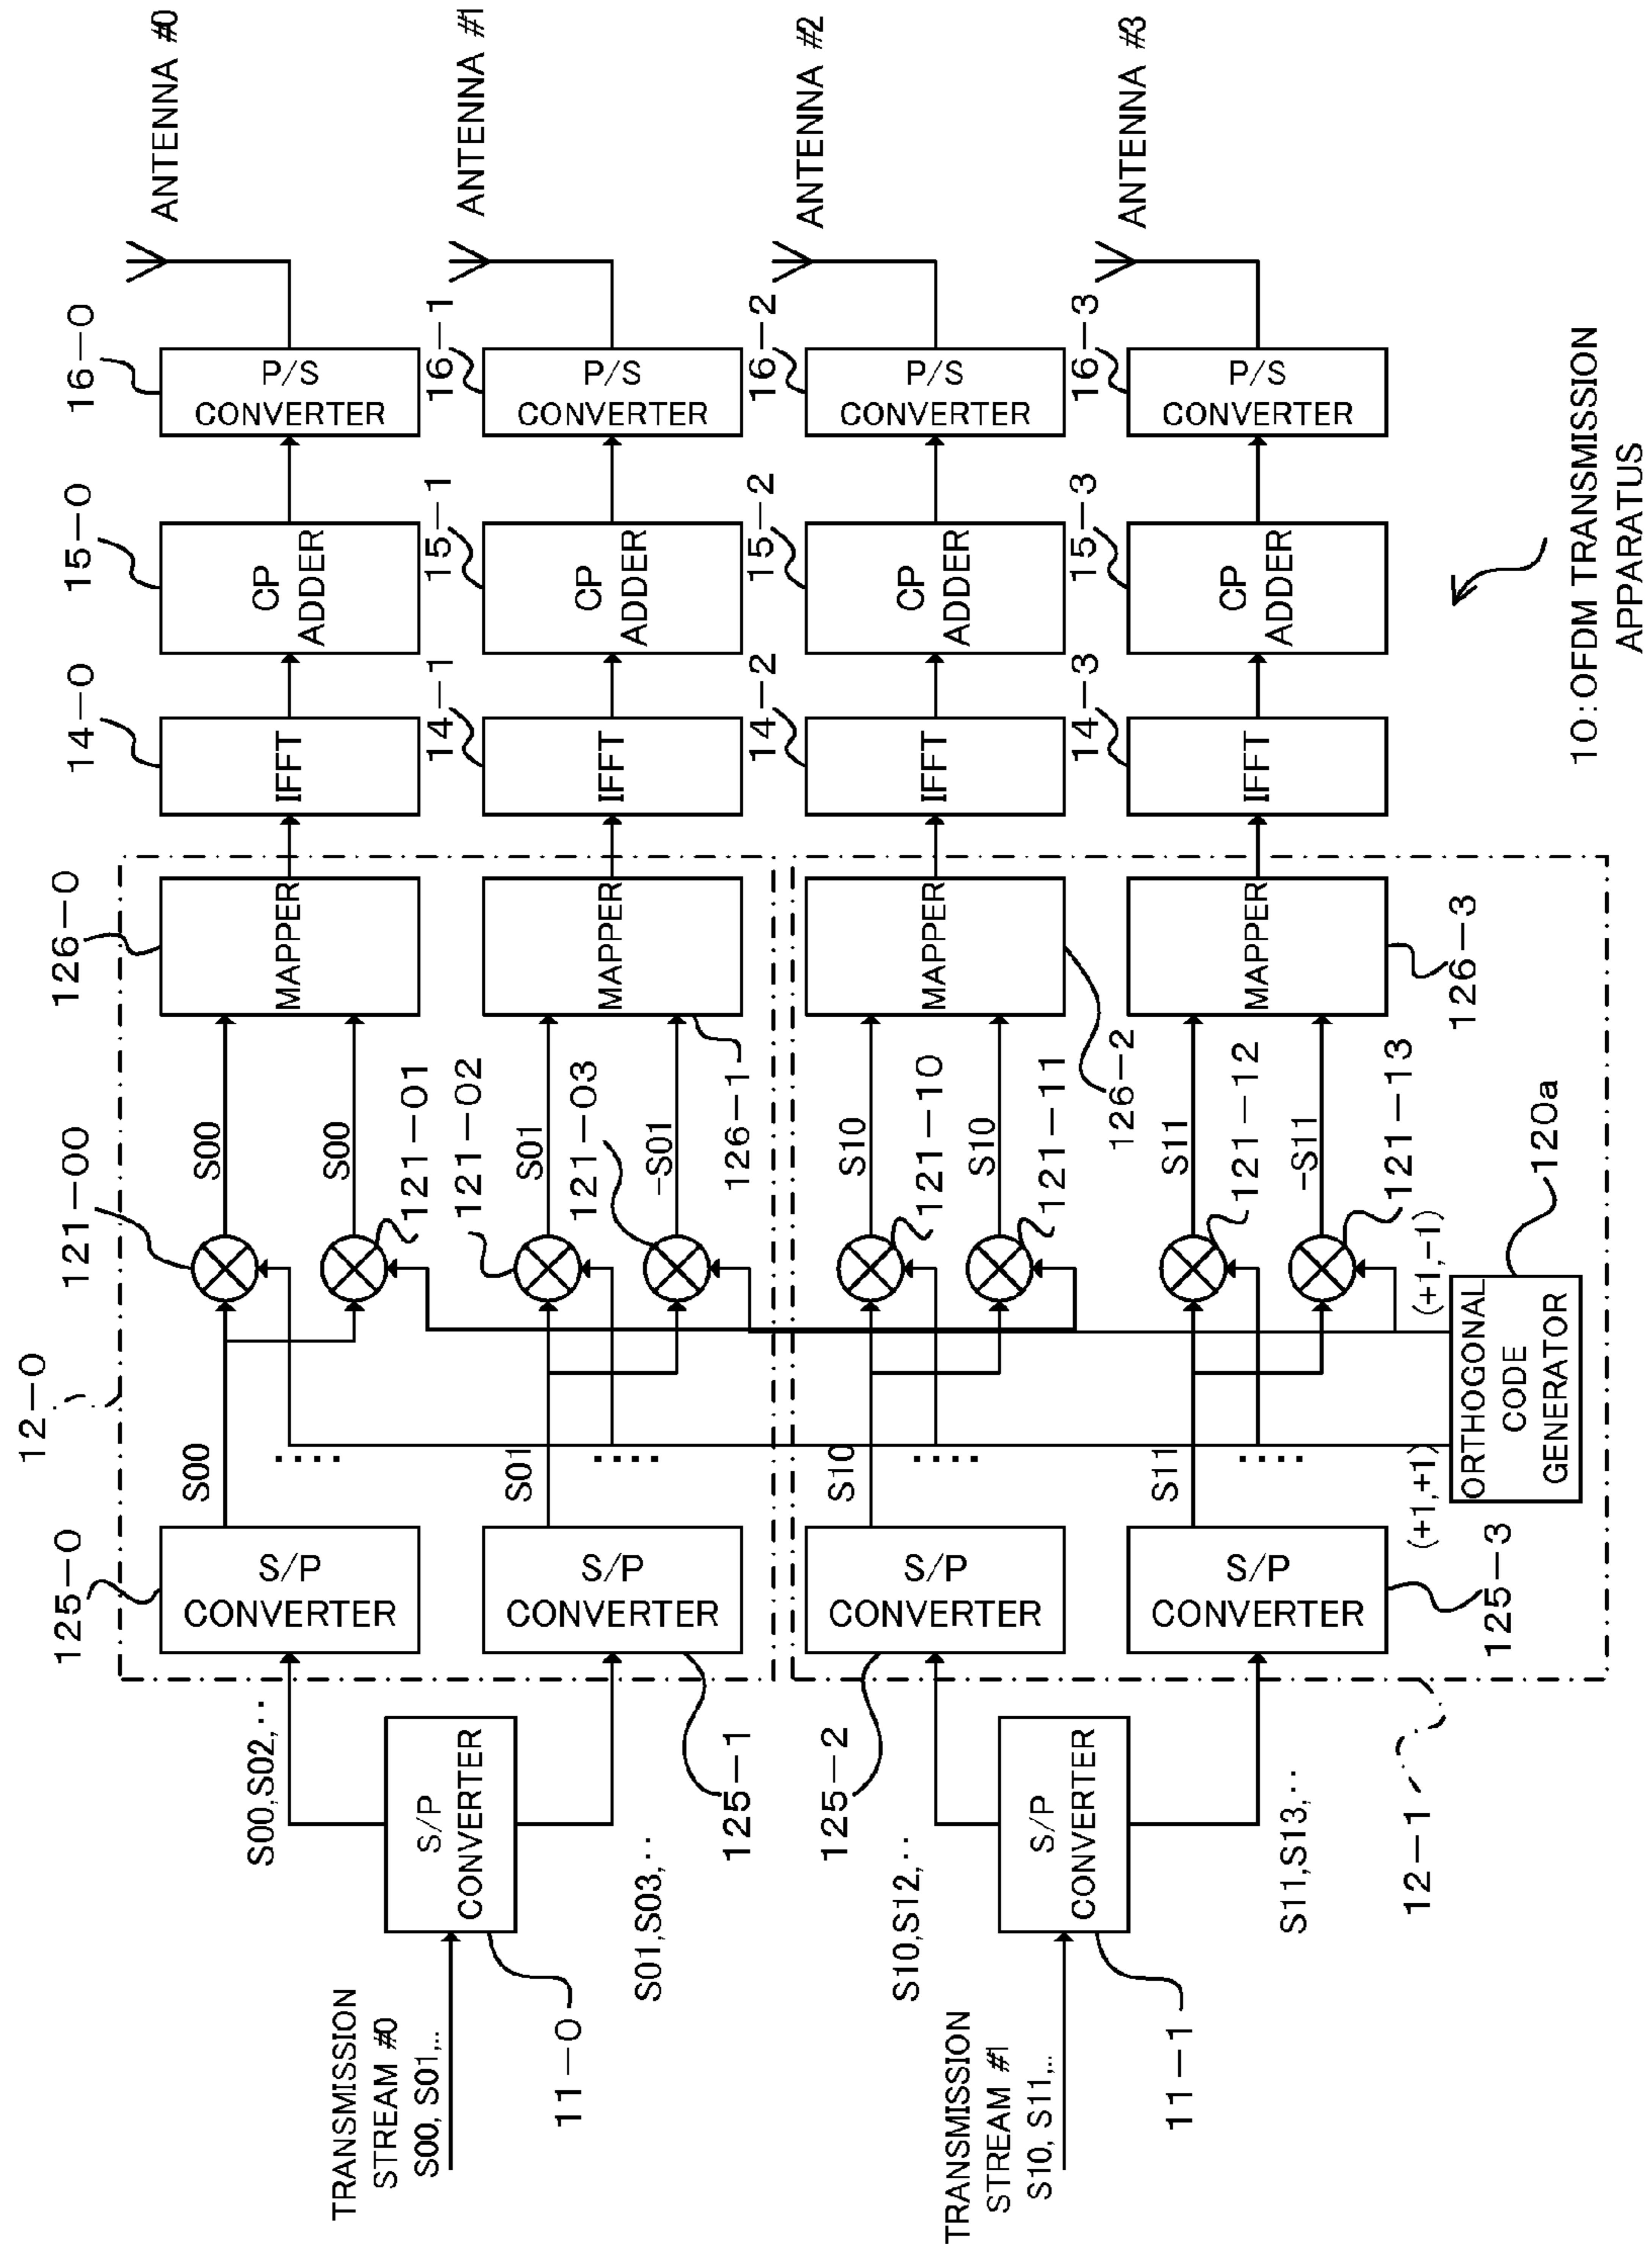 TRANSMISSION
STREAM #0
S00, S01,..
11-0
S/P
CONVERTER
S00,S02,..
S01,S03,..
12-0
125-0
S/P
CONVERTER
125-1
S/P
CONVERTER
S00
....
S01
....
121-00
S00
S00
121-01
121-02
S01
121-03
-S01
126-0
MAPPER
126-1
MAPPER
14-0
IFFT
14-1
IFFT
15-0
CP
ADDER
15-1
CP
ADDER
16-0
P/S
CONVERTER
16-1
P/S
CONVERTER
ANTENNA #0
ANTENNA #1
TRANSMISSION
STREAM #1
S10, S11,..
11-1
S/P
CONVERTER
S10,S12,..
S11,S13,..
12-1
125-2
S/P
CONVERTER
125-3
S/P
CONVERTER
S10
....
S11
....
(+1,+1)
(+1,-1)
ORTHOGONAL
CODE
GENERATOR
120a
S10
121-10
S10
121-11
S11
121-12
-S11
121-13
126-2
MAPPER
126-3
MAPPER
14-2
IFFT
14-3
IFFT
15-2
CP
ADDER
15-3
CP
ADDER
16-2
P/S
CONVERTER
16-3
P/S
CONVERTER
ANTENNA #2
ANTENNA #3
10:OFDM TRANSMISSION
APPARATUS